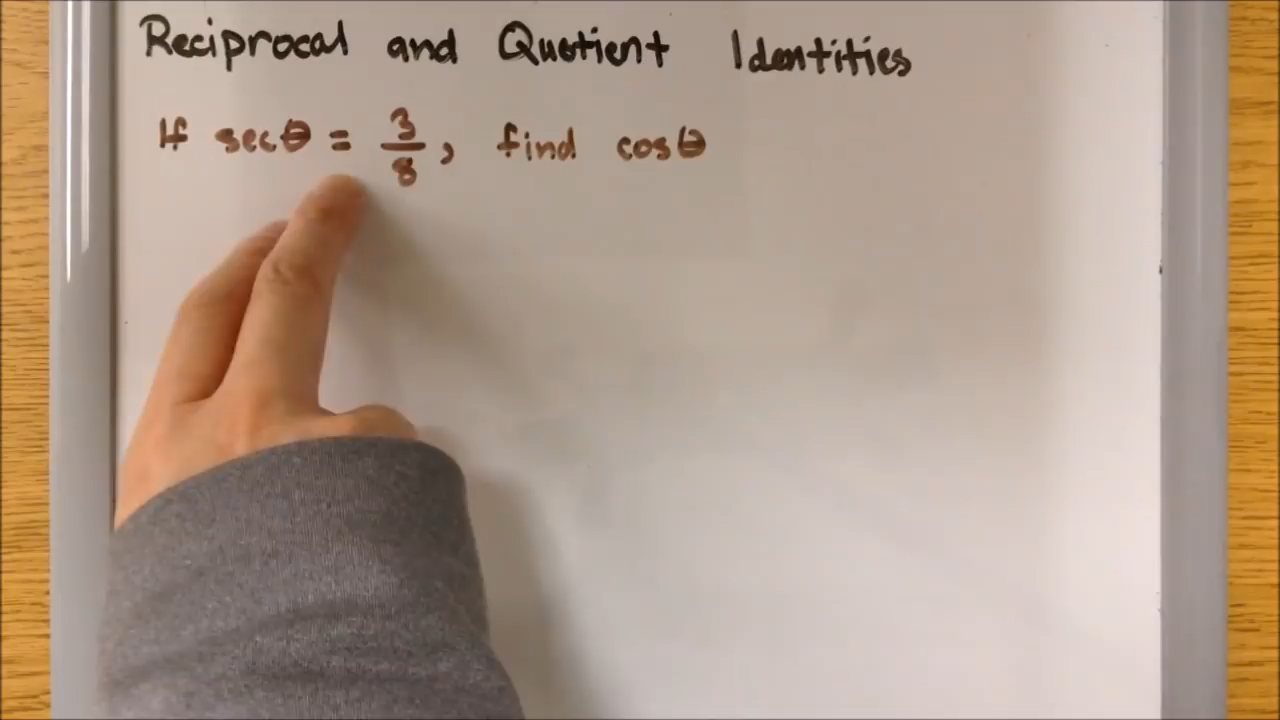 Reciprocal and Quotient Identities
If secθ = 3/8, find cosθ